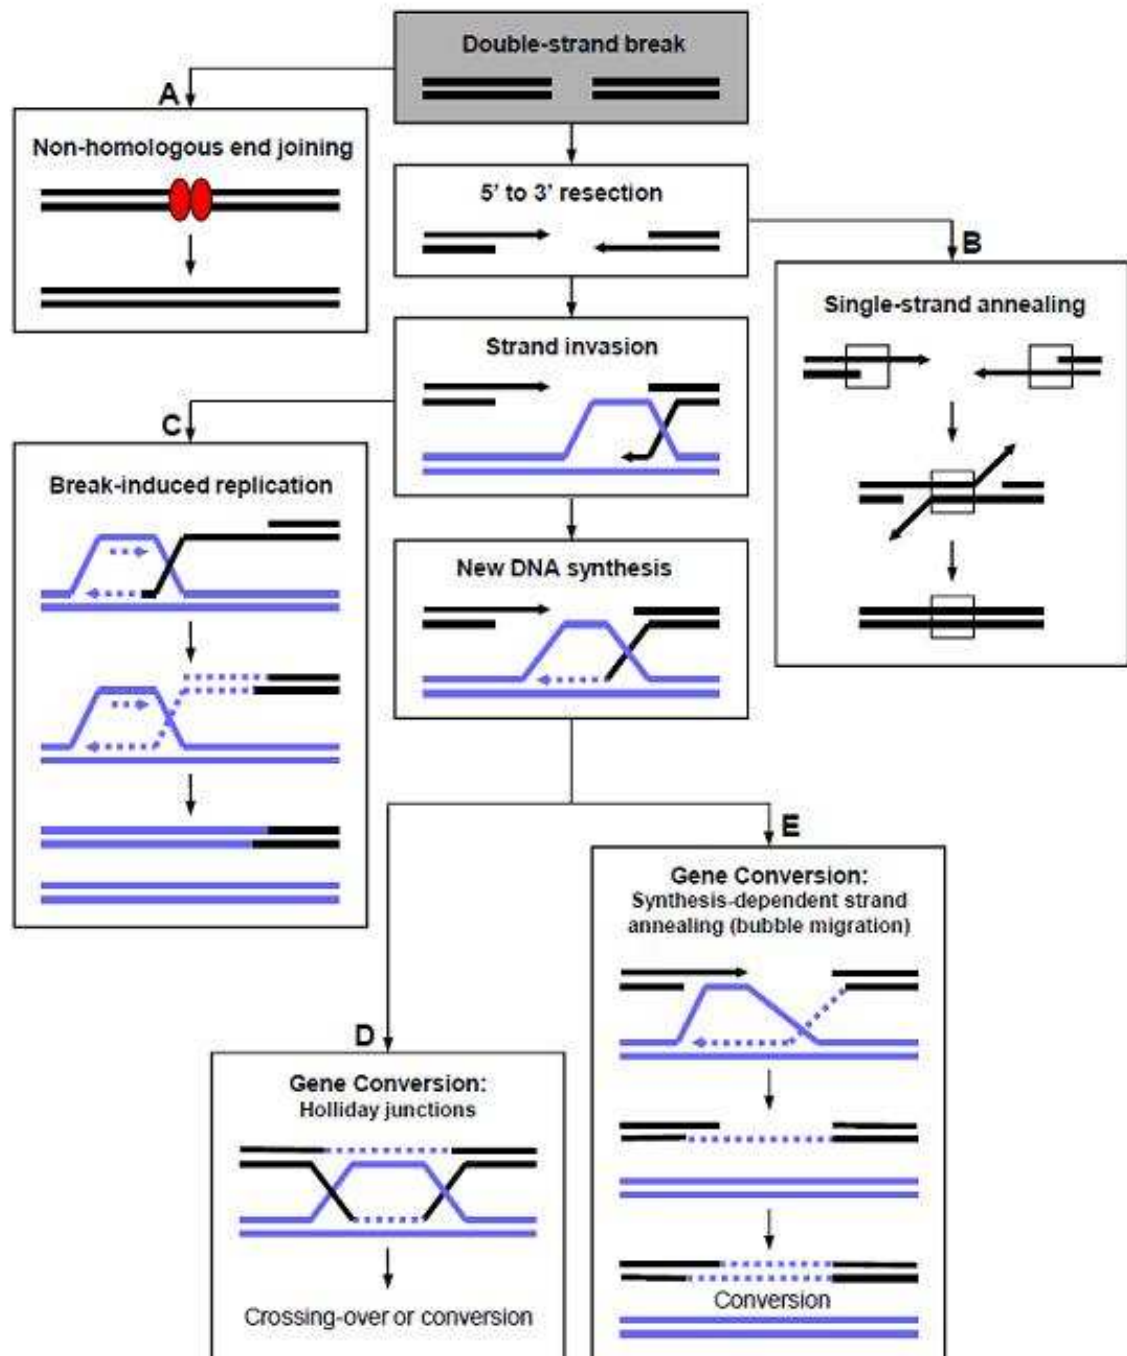 Double-strand break
A
Non-homologous end joining
5' to 3' resection
B
Single-strand annealing
Strand invasion
C
Break-induced replication
New DNA synthesis
E
Gene Conversion:
Synthesis-dependent strand
annealing (bubble migration)
D
Gene Conversion:
Holliday junctions
Crossing-over or conversion
Conversion